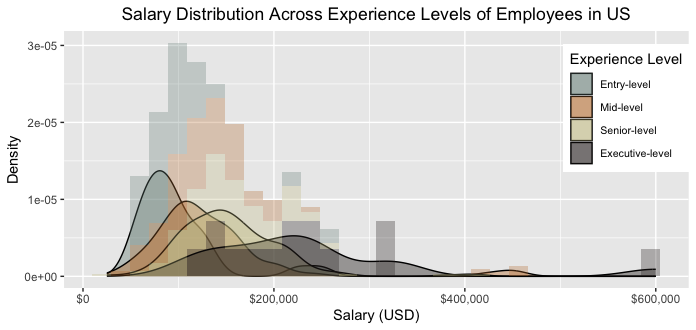 Salary Distribution Across Experience Levels of Employees in US
3e-05
2e-05
1e-05
0e+00
Density
Experience Level
Entry-level
Mid-level
Senior-level
Executive-level
$0
$200,000
$400,000
$600,000
Salary (USD)